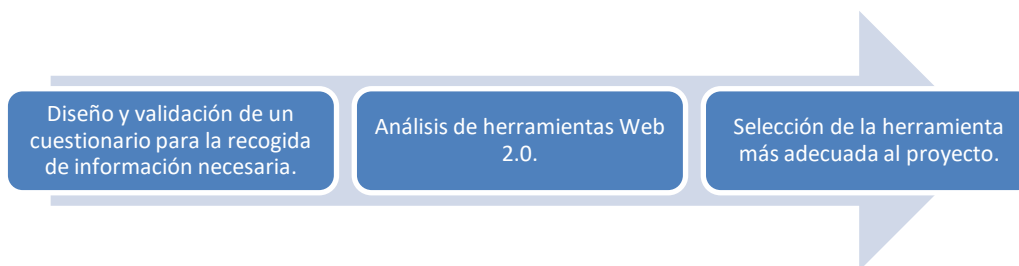 Diseño y validación de un
cuestionario para la recogida
de información necesaria.
Análisis de herramientas Web
2.0.
Selección de la herramienta
más adecuada al proyecto.